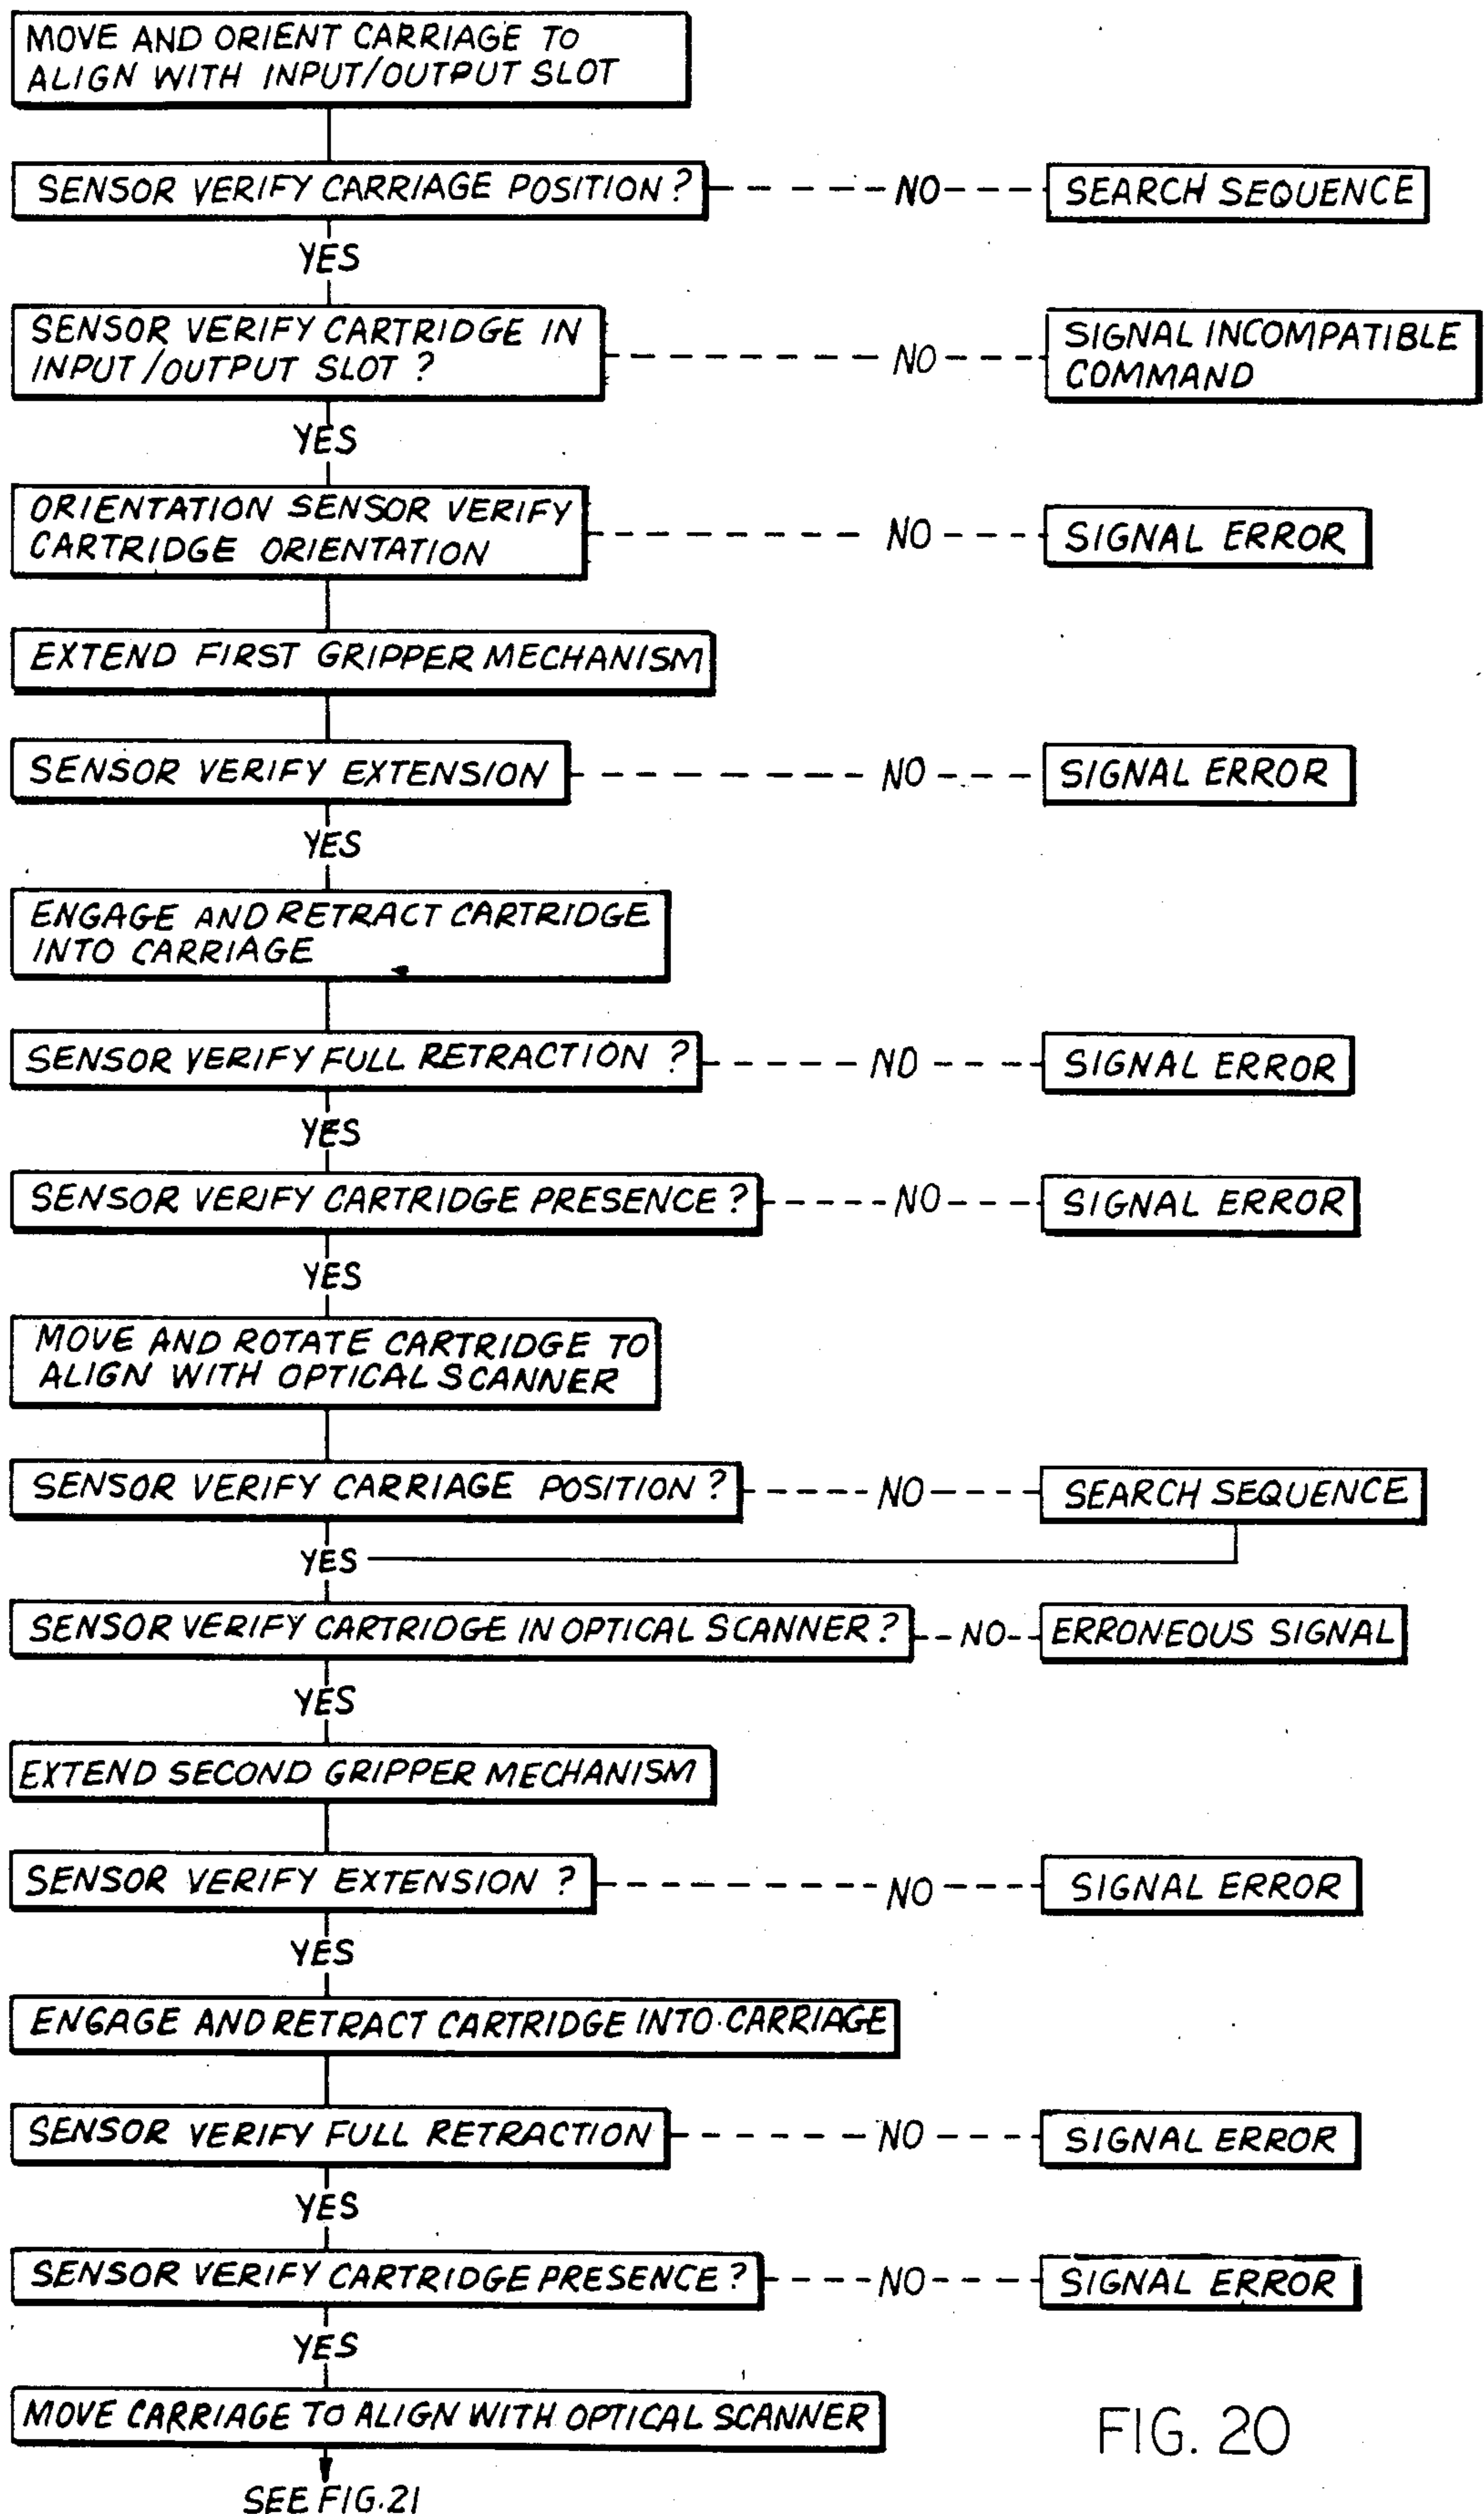 MOVE AND ORIENT CARRIAGE TO
ALIGN WITH INPUT/OUTPUT SLOT
SENSOR VERIFY CARRIAGE POSITION?
NO
SEARCH SEQUENCE
YES
SENSOR VERIFY CARTRIDGE IN
INPUT/OUTPUT SLOT?
NO
SIGNAL INCOMPATIBLE
COMMAND
YES
ORIENTATION SENSOR VERIFY
CARTRIDGE ORIENTATION
NO
SIGNAL ERROR
EXTEND FIRST GRIPPER MECHANISM
SENSOR VERIFY EXTENSION
NO
SIGNAL ERROR
YES
ENGAGE AND RETRACT CARTRIDGE
INTO CARRIAGE
SENSOR VERIFY FULL RETRACTION?
NO
SIGNAL ERROR
YES
SENSOR VERIFY CARTRIDGE PRESENCE?
NO
SIGNAL ERROR
YES
MOVE AND ROTATE CARTRIDGE TO
ALIGN WITH OPTICAL SCANNER
SENSOR VERIFY CARRIAGE POSITION?
NO
SEARCH SEQUENCE
YES
SENSOR VERIFY CARTRIDGE IN OPTICAL SCANNER?
NO
ERRONEOUS SIGNAL
YES
EXTEND SECOND GRIPPER MECHANISM
SENSOR VERIFY EXTENSION?
NO
SIGNAL ERROR
YES
ENGAGE AND RETRACT CARTRIDGE INTO CARRIAGE
SENSOR VERIFY FULL RETRACTION
NO
SIGNAL ERROR
YES
SENSOR VERIFY CARTRIDGE PRESENCE?
NO
SIGNAL ERROR
YES
MOVE CARRIAGE TO ALIGN WITH OPTICAL SCANNER
FIG. 20
SEE FIG. 21